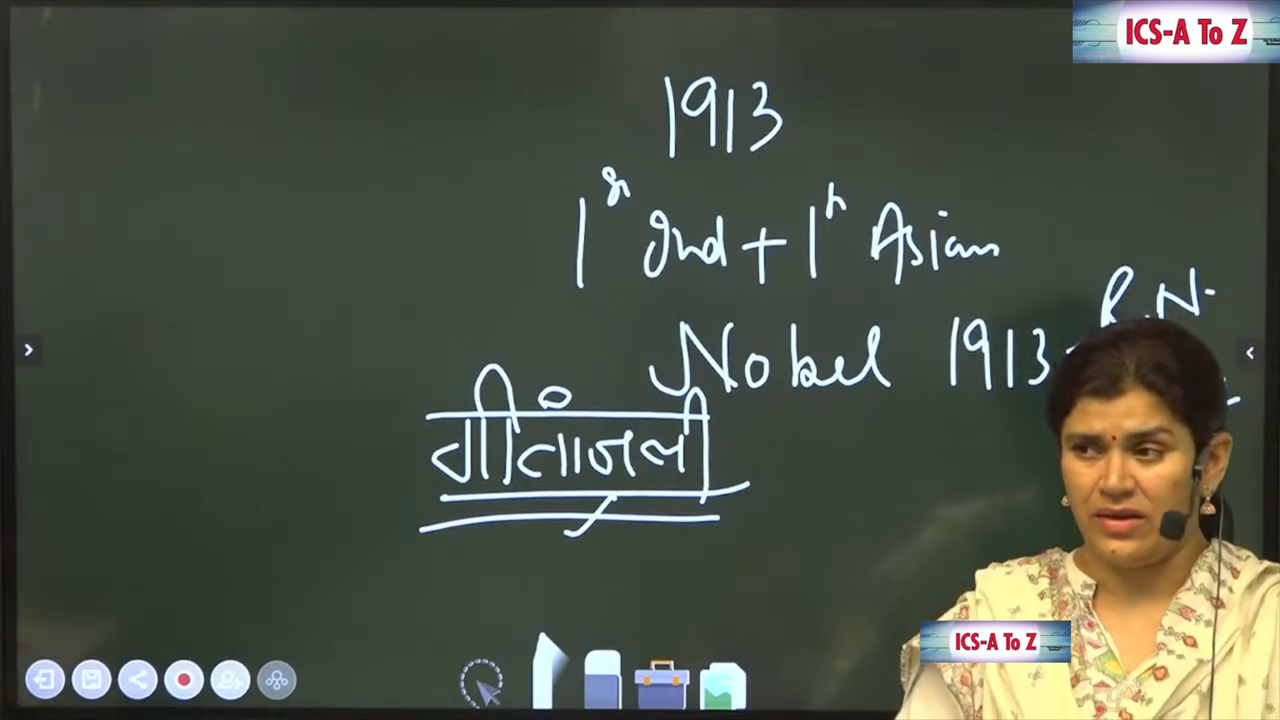 ICS-A To Z
1913
1st Ind + 1st Asian
R.N.
Nobel 1913-
गीतांजली
ICS-A To Z